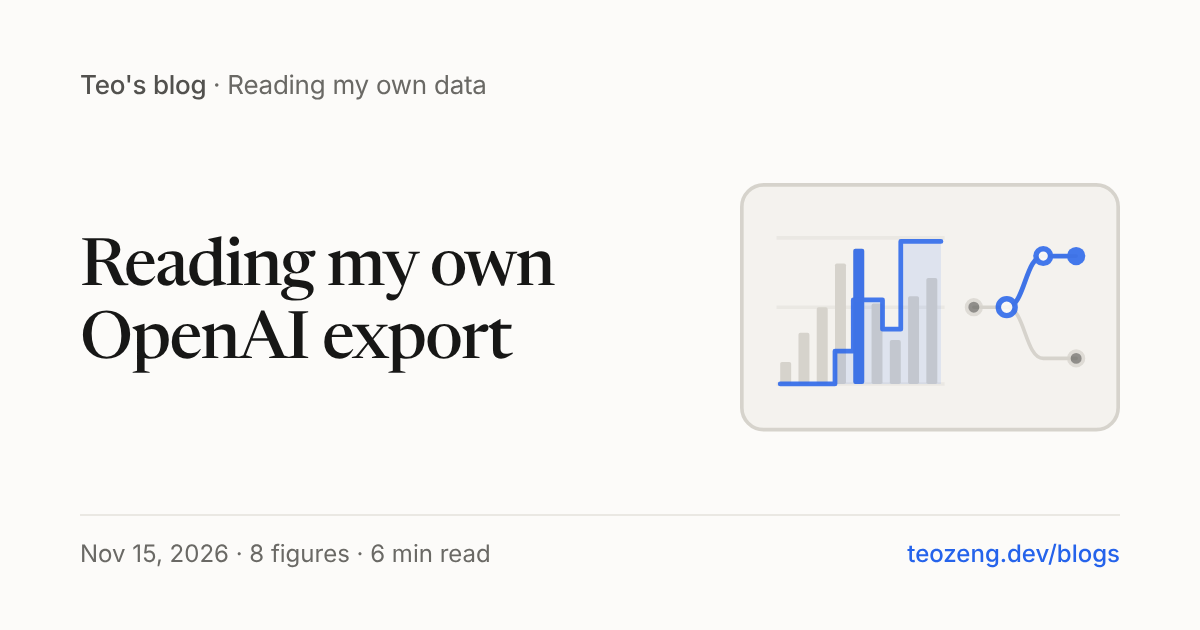 Teo's blog · Reading my own data
Reading my own
OpenAI export
Nov 15, 2026 · 8 figures · 6 min read
teozeng.dev/blogs